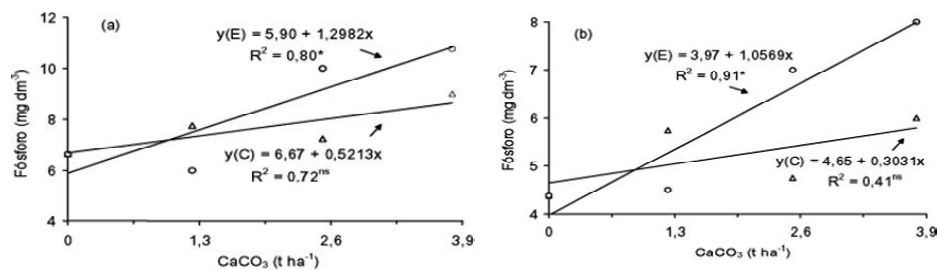 (a)
y(E) = 5,90 + 1,2982x
R² = 0,80*
y(C) = 6,67 + 0,5213x
R² = 0,72ns
Fósforo (mg dm⁻³)
12
10
8
6
4
0
1,3
2,6
3,9
CaCO₃ (t ha⁻¹)
(b)
y(E) = 3,97 + 1,0569x
R² = 0,91*
y(C) = 4,65 + 0,3031x
R² = 0,41ns
Fósforo (mg dm⁻³)
8
7
6
5
4
0
1,3
2,6
3,9
CaCO₃ (t ha⁻¹)